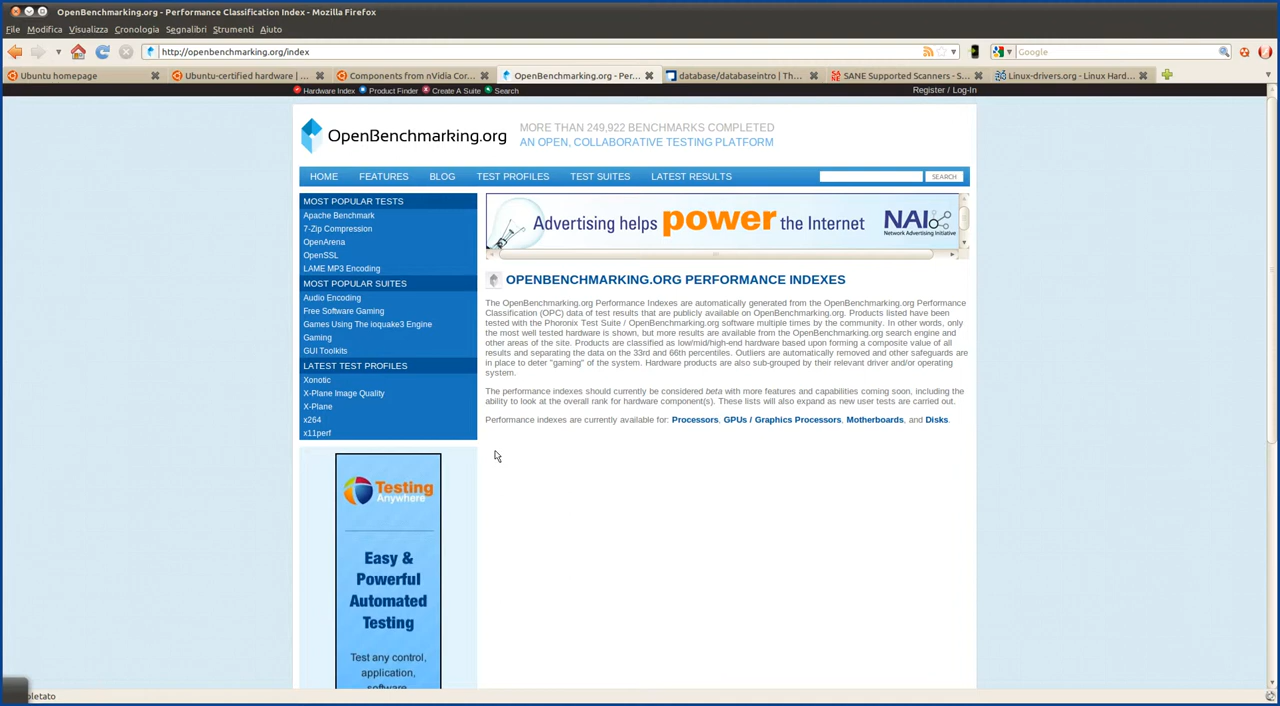 OpenBenchmarking.org - Performance Classification Index - Mozilla Firefox
File Modifica Visualizza Cronologia Segnalibri Strumenti Aiuto
http://openbenchmarking.org/index
Google
Ubuntu homepage
Ubuntu-certified hardware | ...
Components from nVidia Cor...
OpenBenchmarking.org - Per...
database/databaseintro | Th...
SANE Supported Scanners - S...
Linux-drivers.org - Linux Hard...
Hardware Index Product Finder Create A Suite Search
Register / Log-In
OpenBenchmarking.org
MORE THAN 249,922 BENCHMARKS COMPLETED
AN OPEN, COLLABORATIVE TESTING PLATFORM
HOME FEATURES BLOG TEST PROFILES TEST SUITES LATEST RESULTS
SEARCH
MOST POPULAR TESTS
Apache Benchmark
7-Zip Compression
OpenArena
OpenSSL
LAME MP3 Encoding
MOST POPULAR SUITES
Audio Encoding
Free Software Gaming
Games Using The ioquake3 Engine
Gaming
GUI Toolkits
LATEST TEST PROFILES
Xonotic
X-Plane Image Quality
X-Plane
x264
x11perf
Testing
Anywhere
Easy &
Powerful
Automated
Testing
Test any control,
application,
software
Advertising helps power the Internet
NAI
Network Advertising Initiative
OPENBENCHMARKING.ORG PERFORMANCE INDEXES
The OpenBenchmarking.org Performance Indexes are automatically generated from the OpenBenchmarking.org Performance
Classification (OPC) data of test results that are publicly available on OpenBenchmarking.org. Products listed have been
tested with the Phoronix Test Suite / OpenBenchmarking.org software multiple times by the community. In other words, only
the most well tested hardware is shown, but more results are available from the OpenBenchmarking.org search engine and
other areas of the site. Products are classified as low/mid/high-end hardware based upon forming a composite value of all
results and separating the data on the 33rd and 66th percentiles. Outliers are automatically removed and other safeguards are
in place to deter "gaming" of the system. Hardware products are also sub-grouped by their relevant driver and/or operating
system.
The performance indexes should currently be considered beta with more features and capabilities coming soon, including the
ability to look at the overall rank for hardware component(s). These lists will also expand as new user tests are carried out.
Performance indexes are currently available for: Processors, GPUs / Graphics Processors, Motherboards, and Disks.
pletato